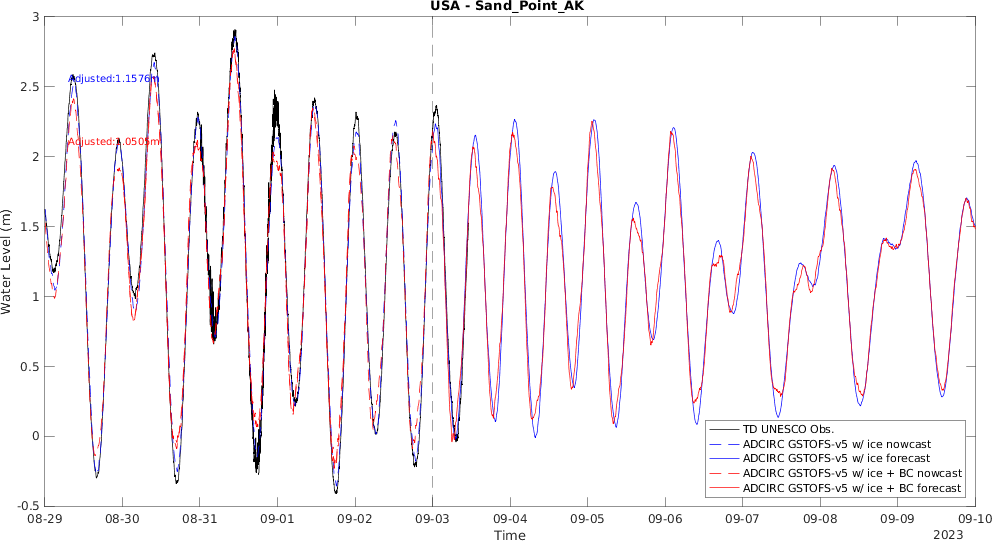 USA - Sand_Point_AK
3
2.5
2
1.5
1
0.5
0
-0.5
Water Level (m)
Adjusted:1.1576m
Adjusted:1.0505m
TD UNESCO Obs.
ADCIRC GSTOFS-v5 w/ ice nowcast
ADCIRC GSTOFS-v5 w/ ice forecast
ADCIRC GSTOFS-v5 w/ ice + BC nowcast
ADCIRC GSTOFS-v5 w/ ice + BC forecast
08-29 08-30 08-31 09-01 09-02 09-03 09-04 09-05 09-06 09-07 09-08 09-09 09-10
Time
2023